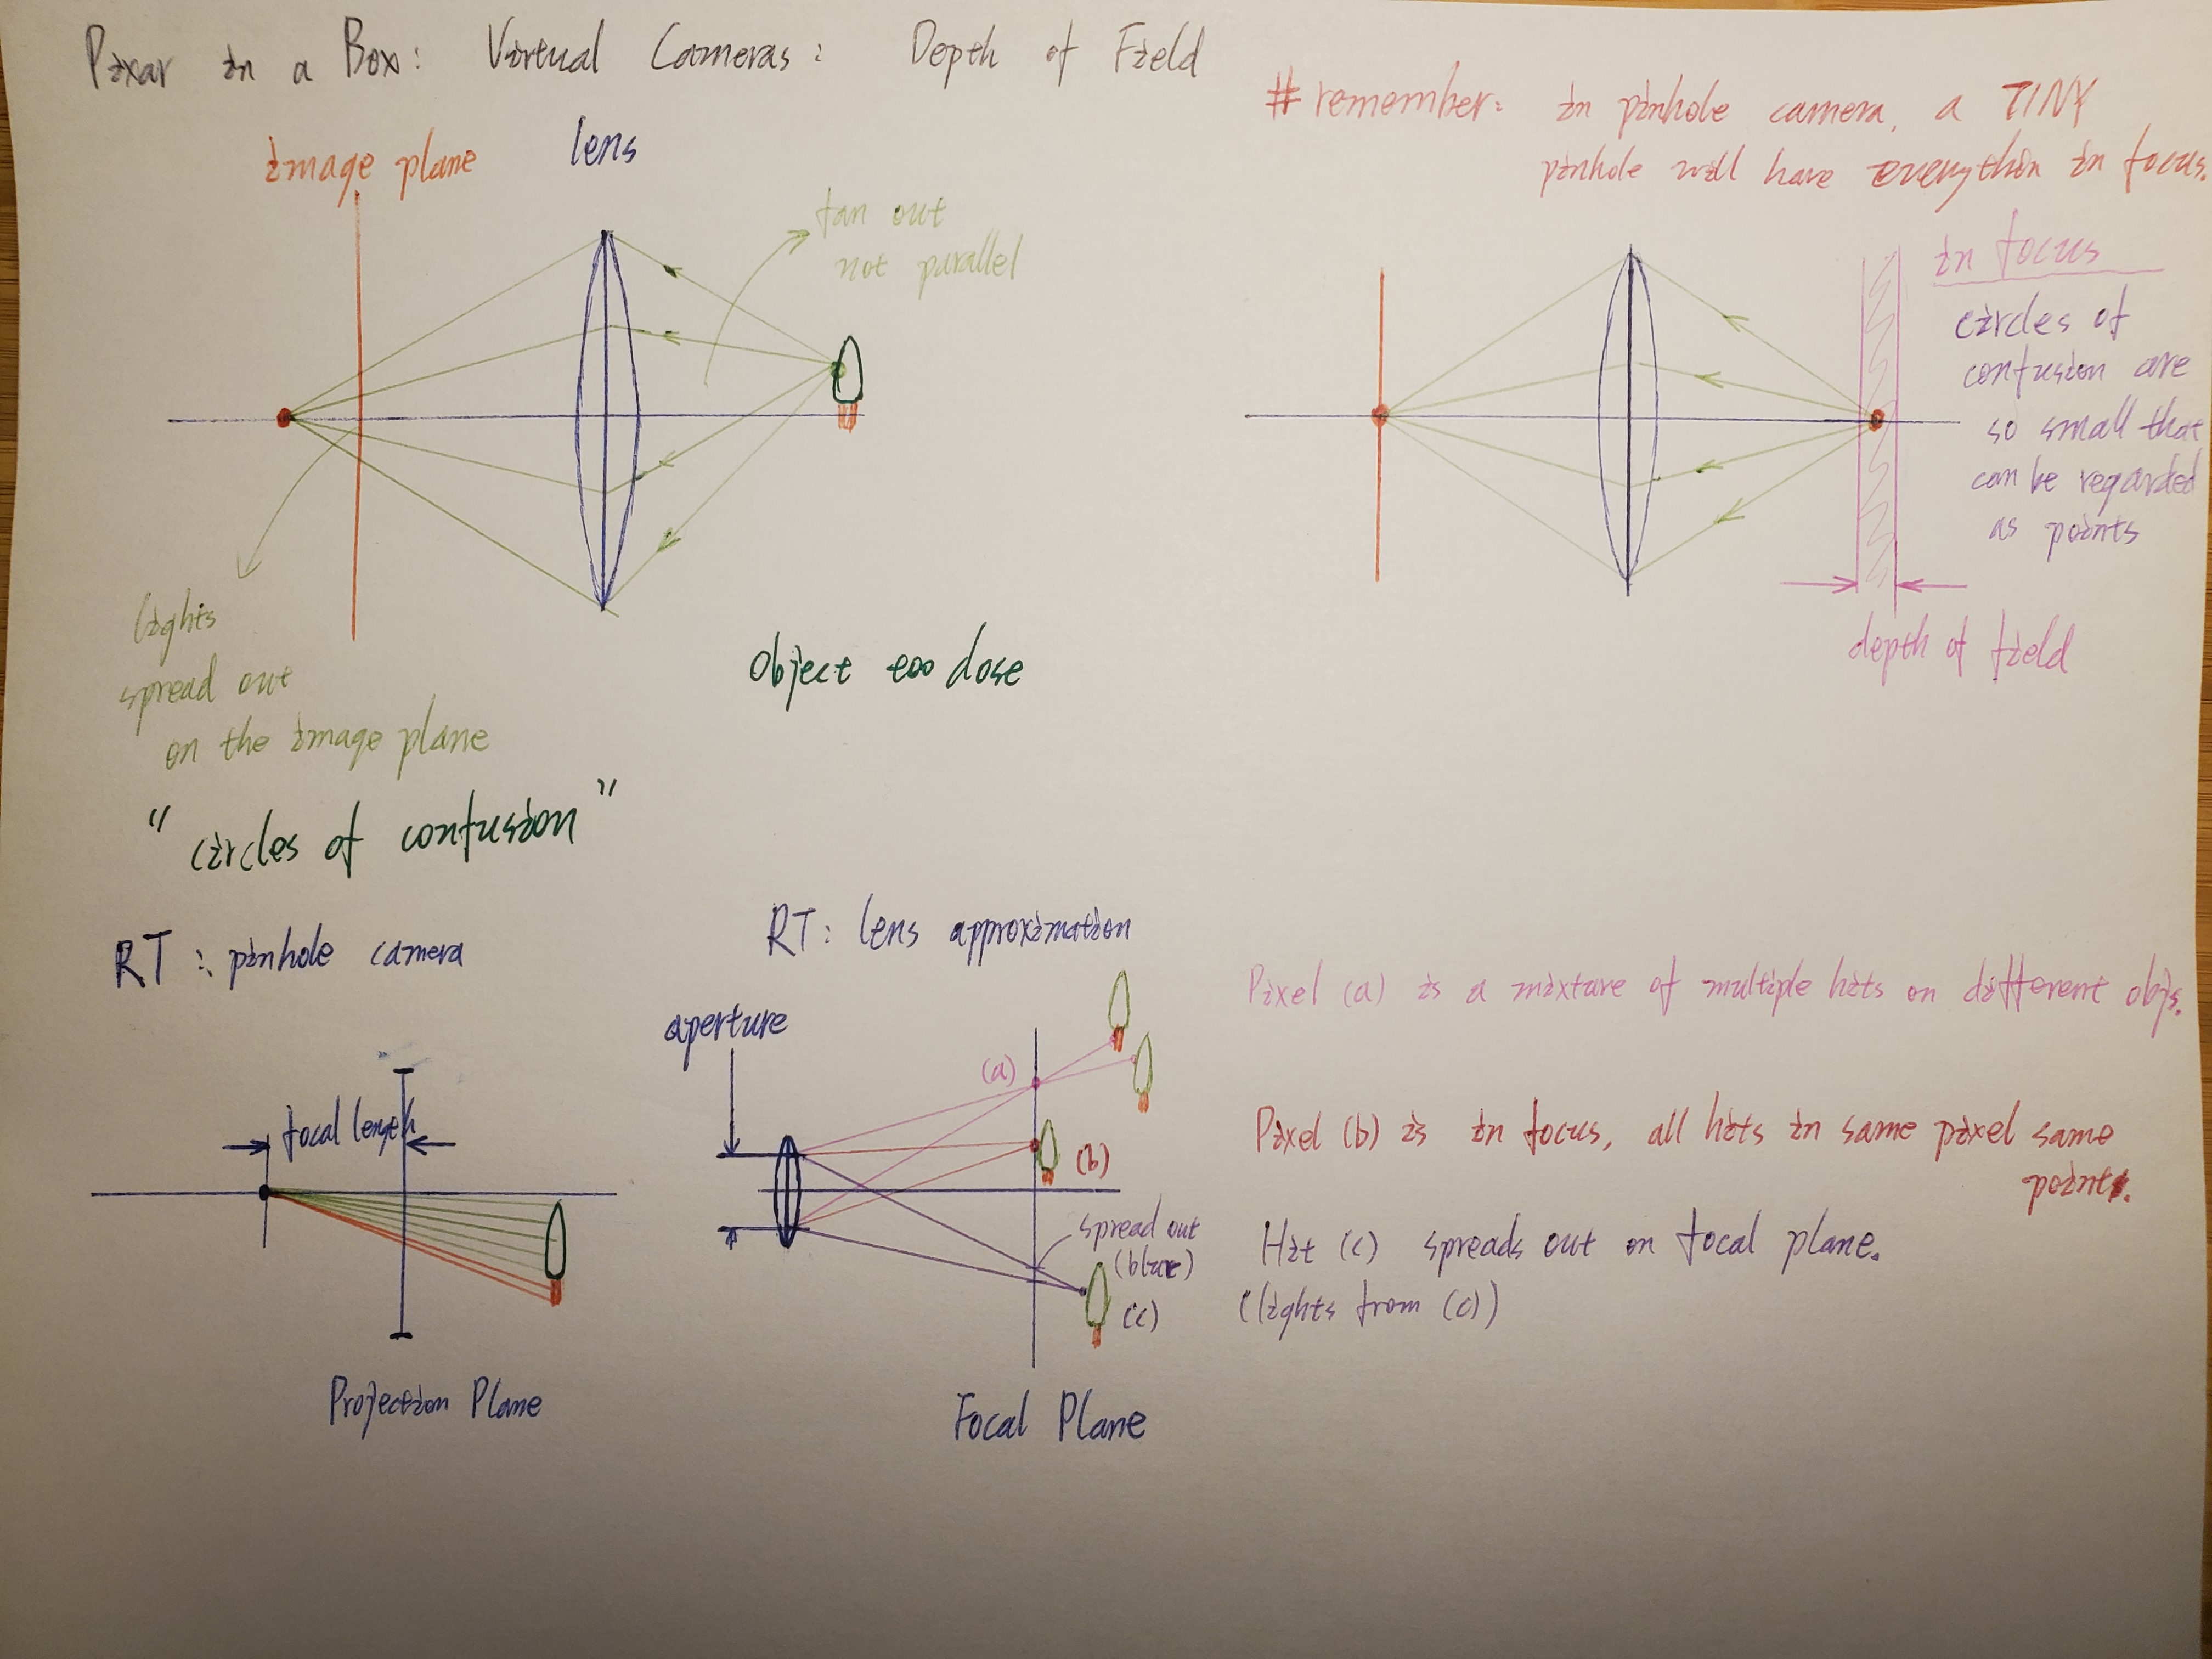 Pixar in a Box: Virtual Cameras: Depth of Field
# remember: in pinhole camera, a TINY
pinhole will have everythin in focus.
image plane
lens
fan out
not parallel
lights
spread out
on the image plane
"circles of confusion"
Object too close
in focus
circles of
confusion are
so small that
can be regarded
as points
depth of field
RT: pinhole camera
focal length
Projection Plane
RT: lens approximation
aperture
(a)
(b)
spread out
(blur)
(c)
Focal Plane
Pixel (a) is a mixture of multiple hits on different objs.
Pixel (b) is in focus, all hits in same pixel same
point.
Hit (c) spreads out on focal plane.
(lights from (c))